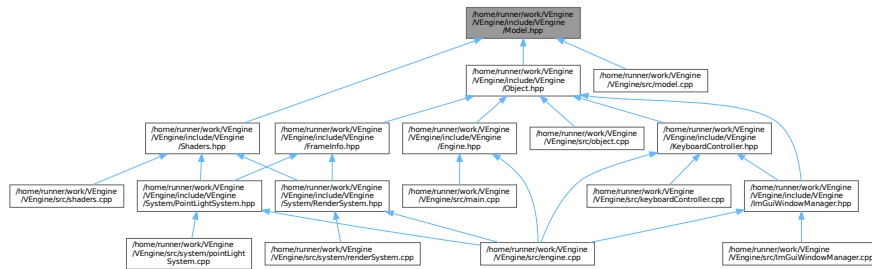 /home/runner/work/VEngine
/VEngine/include/VEngine
/Model.hpp
/home/runner/work/VEngine
/VEngine/include/VEngine
/Object.hpp
/home/runner/work/VEngine
/VEngine/src/model.cpp
/home/runner/work/VEngine
/VEngine/include/VEngine
/Shaders.hpp
/home/runner/work/VEngine
/VEngine/include/VEngine
/FrameInfo.hpp
/home/runner/work/VEngine
/VEngine/include/VEngine
/Engine.hpp
/home/runner/work/VEngine
/VEngine/src/object.cpp
/home/runner/work/VEngine
/VEngine/include/VEngine
/KeyboardController.hpp
/home/runner/work/VEngine
/VEngine/src/shaders.cpp
/home/runner/work/VEngine
/VEngine/include/VEngine
/System/PointLightSystem.hpp
/home/runner/work/VEngine
/VEngine/include/VEngine
/System/RenderSystem.hpp
/home/runner/work/VEngine
/VEngine/src/main.cpp
/home/runner/work/VEngine
/VEngine/src/keyboardController.cpp
/home/runner/work/VEngine
/VEngine/include/VEngine
/ImGuiWindowManager.hpp
/home/runner/work/VEngine
/VEngine/src/system/pointLight
System.cpp
/home/runner/work/VEngine
/VEngine/src/system/renderSystem.cpp
/home/runner/work/VEngine
/VEngine/src/engine.cpp
/home/runner/work/VEngine
/VEngine/src/ImGuiWindowManager.cpp